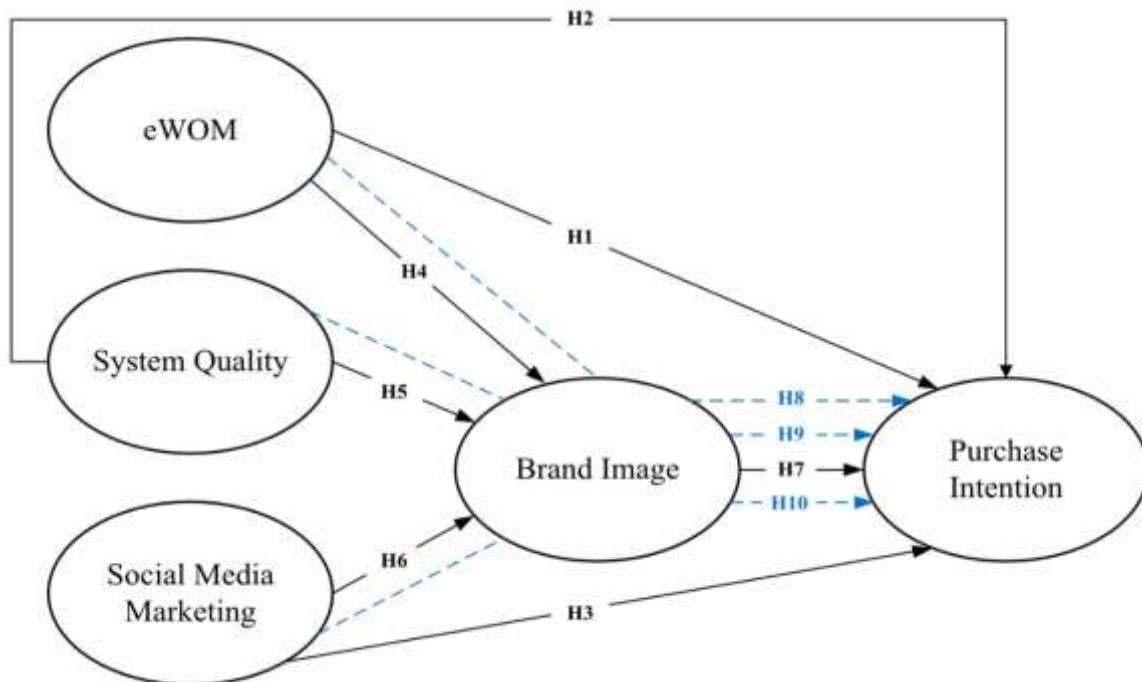 H2
eWOM
H1
H4
System Quality
H5
H8
H9
Brand Image
H7
Purchase
Intention
H10
H6
Social Media
Marketing
H3